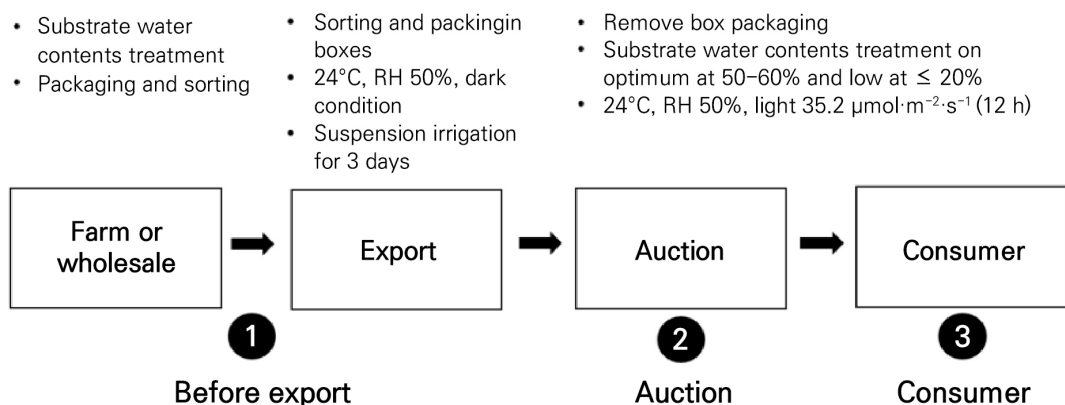 • Substrate water
contents treatment
• Packaging and sorting
• Sorting and packingin
boxes
• 24°C, RH 50%, dark
condition
• Suspension irrigation
for 3 days
• Remove box packaging
• Substrate water contents treatment on
optimum at 50–60% and low at ≤ 20%
• 24°C, RH 50%, light 35.2 μmol·m⁻²·s⁻¹ (12 h)
Farm or
wholesale
Export
Auction
Consumer
1
2
3
Before export
Auction
Consumer